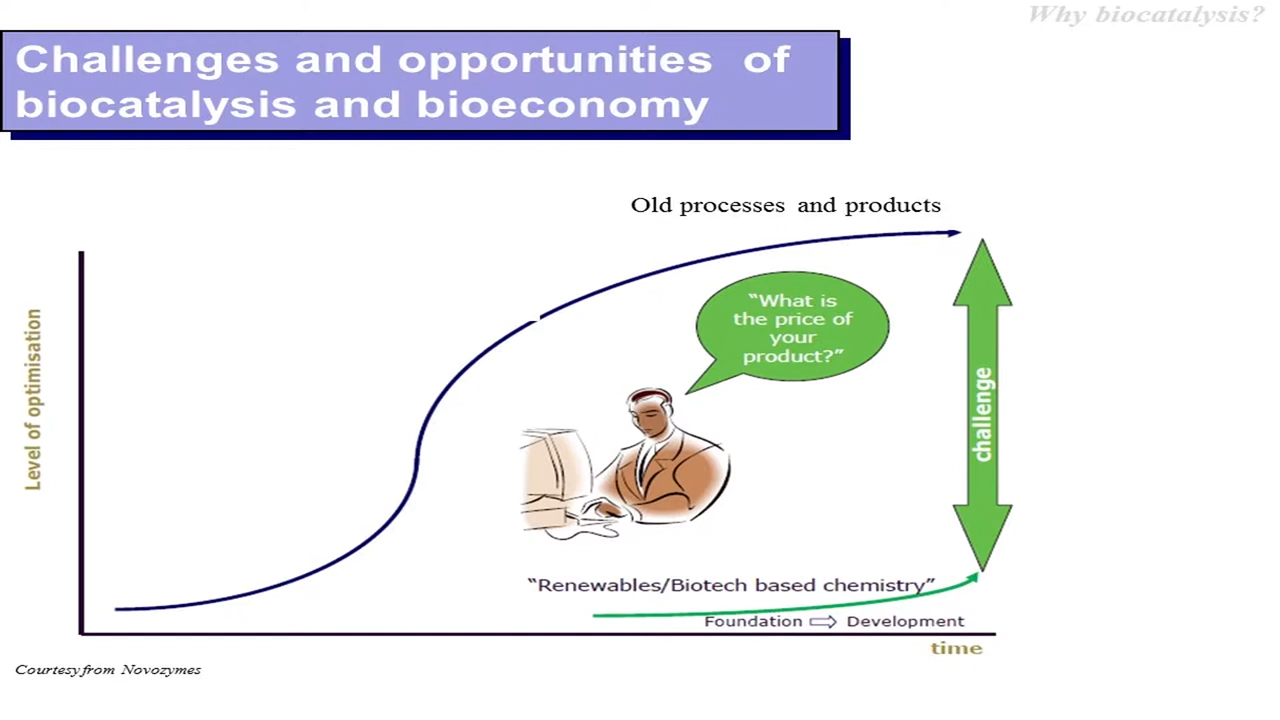 Why biocatalysis?
Challenges and opportunities of
biocatalysis and bioeconomy
Old processes and products
"What is
the price of
your
product?"
Level of optimisation
challenge
"Renewables/Biotech based chemistry"
Foundation ⇨ Development
time
Courtesy from Novozymes